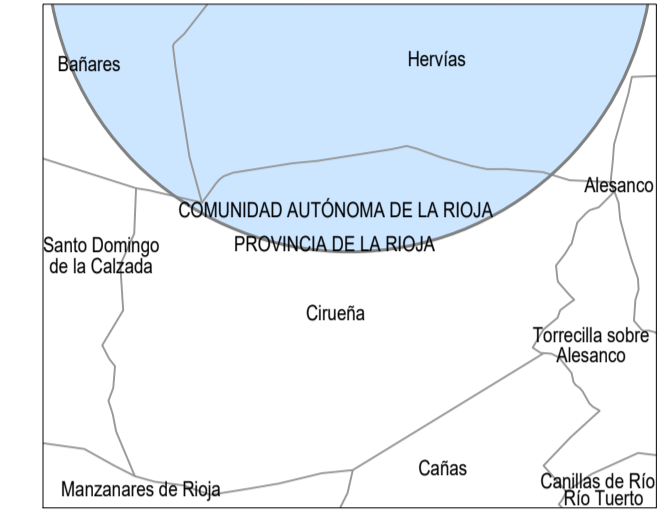 Bañares
Hervías
Alesanco
COMUNIDAD AUTÓNOMA DE LA RIOJA
PROVINCIA DE LA RIOJA
Santo Domingo
de la Calzada
Cirueña
Torrecilla sobre
Alesanco
Cañas
Manzanares de Rioja
Canillas de Río
Río Tuerto